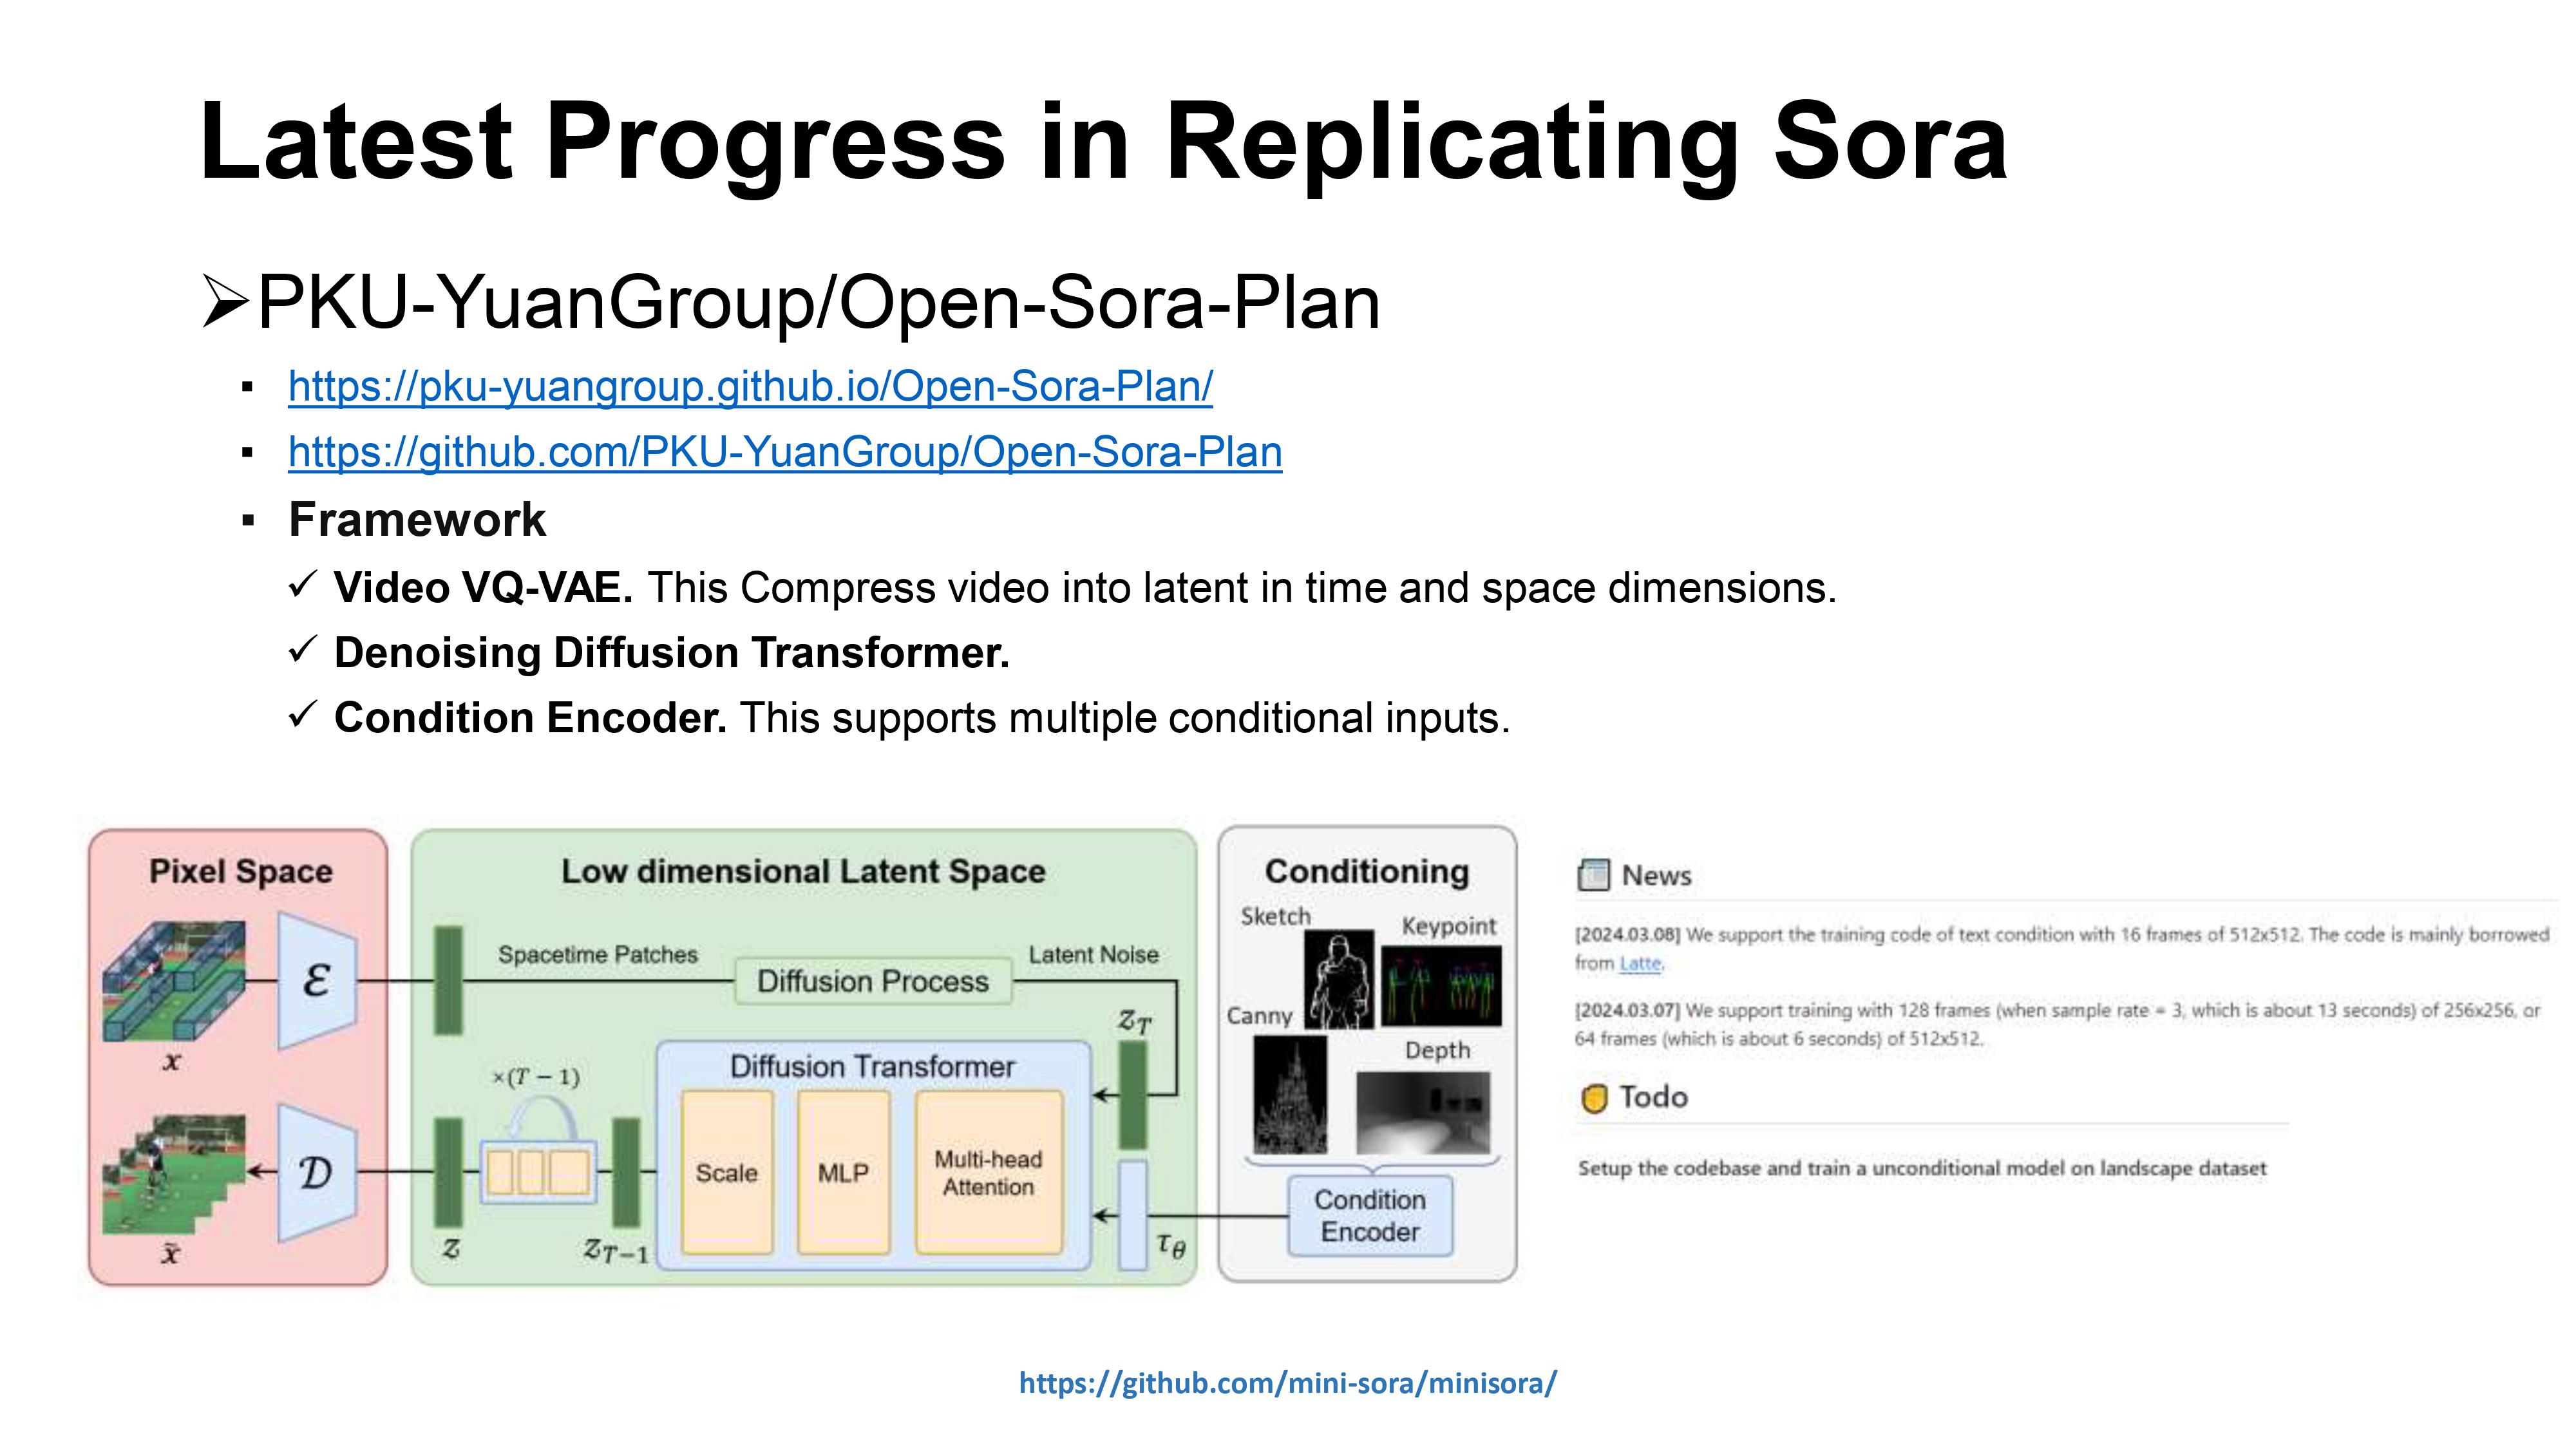 Latest Progress in Replicating Sora
➢PKU-YuanGroup/Open-Sora-Plan
▪ https://pku-yuangroup.github.io/Open-Sora-Plan/
▪ https://github.com/PKU-YuanGroup/Open-Sora-Plan
▪ Framework
✓ Video VQ-VAE. This Compress video into latent in time and space dimensions.
✓ Denoising Diffusion Transformer.
✓ Condition Encoder. This supports multiple conditional inputs.
Pixel Space
ℰ
x
𝒟
x̃
Low dimensional Latent Space
Spacetime Patches
Diffusion Process
Latent Noise
z_T
×(T − 1)
Diffusion Transformer
Scale
MLP
Multi-head
Attention
z
z_{T−1}
τ_θ
Conditioning
Sketch
Keypoint
Canny
Depth
Condition
Encoder
News
[2024.03.08] We support the training code of text condition with 16 frames of 512x512. The code is mainly borrowed
from Latte.
[2024.03.07] We support training with 128 frames (when sample rate = 3, which is about 13 seconds) of 256x256, or
64 frames (which is about 6 seconds) of 512x512.
Todo
Setup the codebase and train a unconditional model on landscape dataset
https://github.com/mini-sora/minisora/